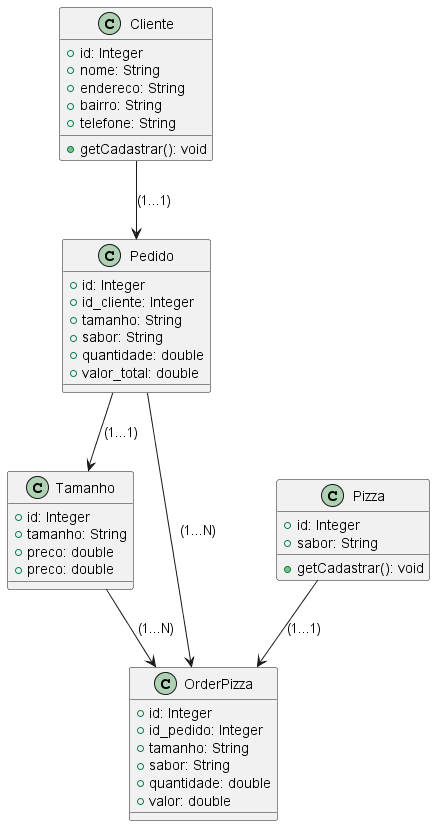 C Cliente
id: Integer
nome: String
endereco: String
bairro: String
telefone: String
getCadastrar(): void
(1...1)
C Pedido
id: Integer
id_cliente: Integer
tamanho: String
sabor: String
quantidade: double
valor_total: double
(1...1)
(1...N)
C Tamanho
id: Integer
tamanho: String
preco: double
preco: double
C Pizza
id: Integer
sabor: String
getCadastrar(): void
(1...N)
(1...1)
C OrderPizza
id: Integer
id_pedido: Integer
tamanho: String
sabor: String
quantidade: double
valor: double